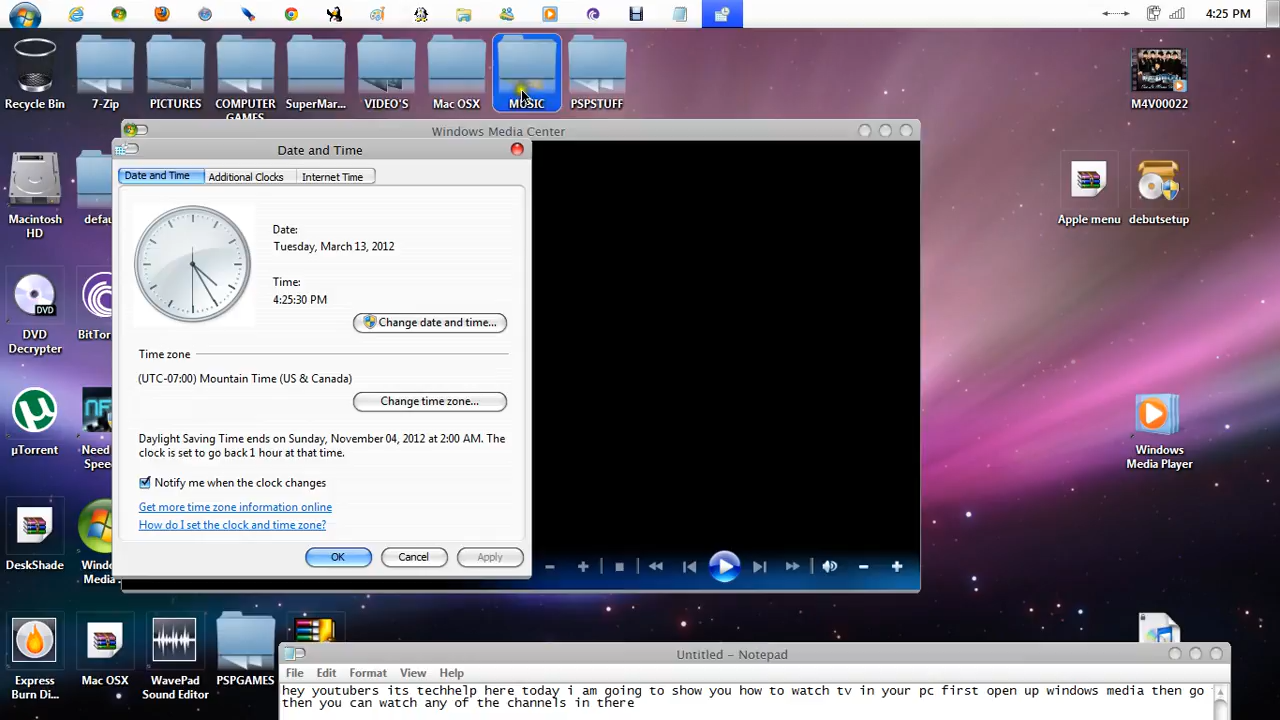 4:25 PM
Recycle Bin
7-Zip
PICTURES
COMPUTER GAMES
SuperMar...
VIDEO'S
Mac OSX
MUSIC
PSPSTUFF
M4V00022
Windows Media Center
Date and Time
Date and Time
Additional Clocks
Internet Time
Macintosh HD
defau
Apple menu
debutsetup
Date:
Tuesday, March 13, 2012
Time:
4:25:30 PM
Change date and time...
DVD
DVD Decrypter
BitTor
Time zone
(UTC-07:00) Mountain Time (US & Canada)
Change time zone...
µTorrent
Need
Spee
Windows Media Player
Daylight Saving Time ends on Sunday, November 04, 2012 at 2:00 AM. The
clock is set to go back 1 hour at that time.
Notify me when the clock changes
Get more time zone information online
How do I set the clock and time zone?
DeskShade
Windo
Media
OK
Cancel
Apply
Express Burn Di...
Mac OSX
WavePad Sound Editor
PSPGAMES
Untitled - Notepad
File Edit Format View Help
hey youtubers its techhelp here today i am going to show you how to watch tv in your pc first open up windows media then go
then you can watch any of the channels in there